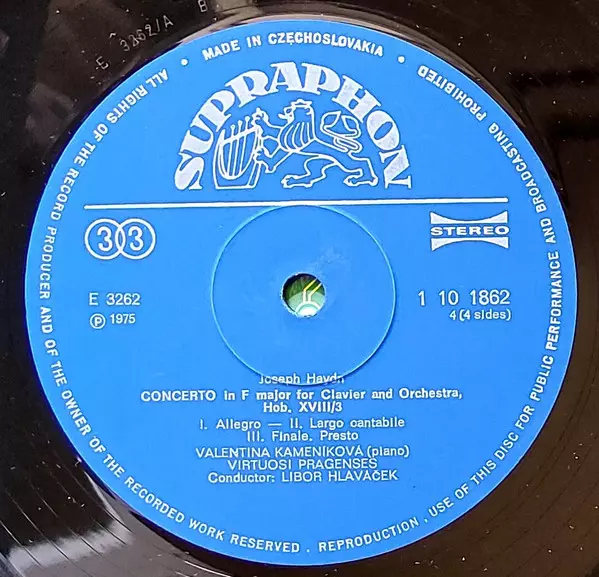 E 3262/A B
ALL RIGHTS OF THE RECORD PRODUCER AND OF THE OWNER OF THE RECORDED WORK RESERVED . REPRODUCTION , USE OF THIS DISC FOR PUBLIC PERFORMANCE AND BROADCASTING PROHIBITED
• MADE IN CZECHOSLOVAKIA •
SUPRAPHON
33
STEREO
E 3262
1 10 1862
Ⓟ 1975
4 (4 sides)
Joseph Haydn
CONCERTO in F major for Clavier and Orchestra,
Hob. XVIII/3
I. Allegro — II. Largo cantabile
III. Finale. Presto
VALENTINA KAMENÍKOVÁ (piano)
VIRTUOSI PRAGENSES
Conductor: LIBOR HLAVÁČEK